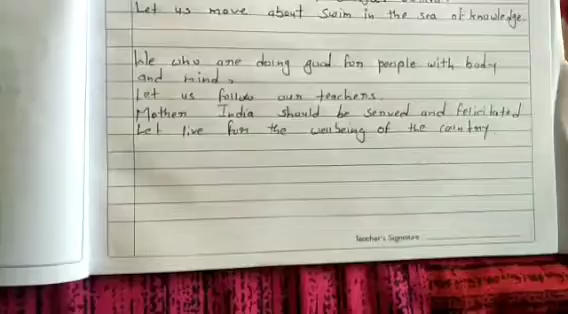 Let us move about swim in the sea of knowledge.
We who are doing good for people with body
and mind,
Let us follow our teachers.
Mother India should be served and felicitated
Let live for the wellbeing of the country.
Teacher's Signature